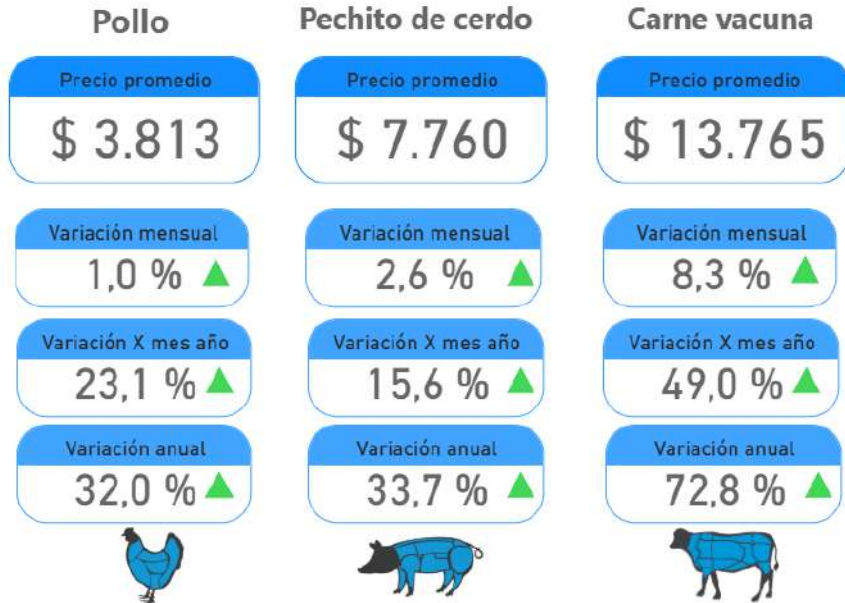 Pollo
Precio promedio
$ 3.813
Variación mensual
1,0 %
Variación X mes año
23,1 %
Variación anual
32,0 %
Pechito de cerdo
Precio promedio
$ 7.760
Variación mensual
2,6 %
Variación X mes año
15,6 %
Variación anual
33,7 %
Carne vacuna
Precio promedio
$ 13.765
Variación mensual
8,3 %
Variación X mes año
49,0 %
Variación anual
72,8 %